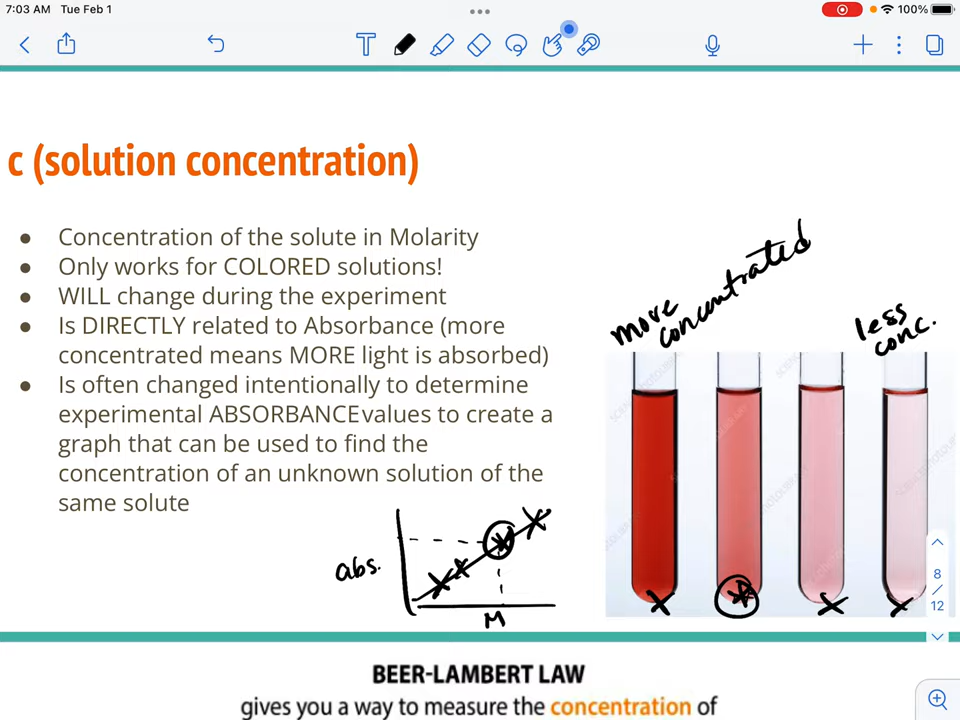 7:03 AM Tue Feb 1
100%
T
c (solution concentration)
● Concentration of the solute in Molarity
● Only works for COLORED solutions!
● WILL change during the experiment
● Is DIRECTLY related to Absorbance (more
concentrated means MORE light is absorbed)
● Is often changed intentionally to determine
experimental ABSORBANCE values to create a
graph that can be used to find the
concentration of an unknown solution of the
same solute
more
concentrated
less
conc.
abs.
M
8
/
12
BEER-LAMBERT LAW
gives you a way to measure the concentration of